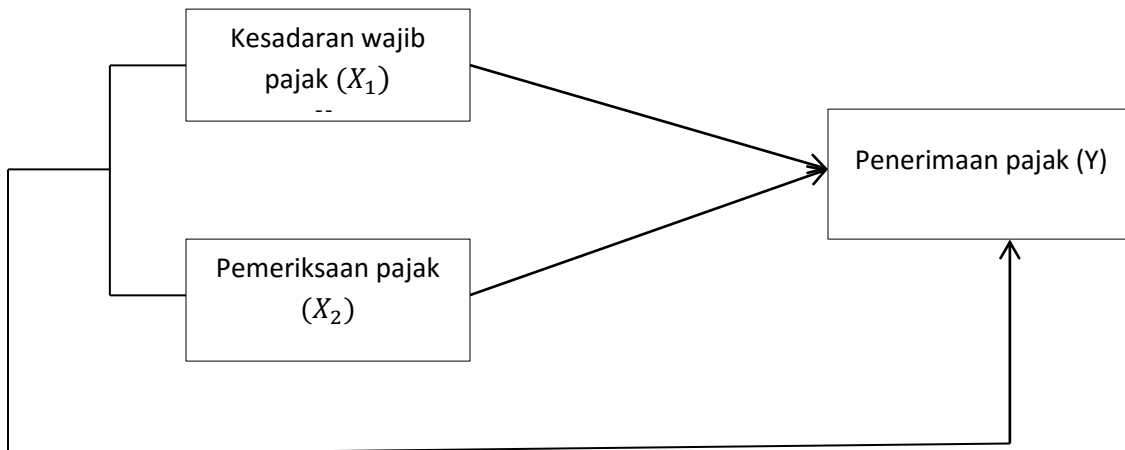 Kesadaran wajib
pajak (𝑋₁)
--
Penerimaan pajak (Y)
Pemeriksaan pajak
(𝑋₂)